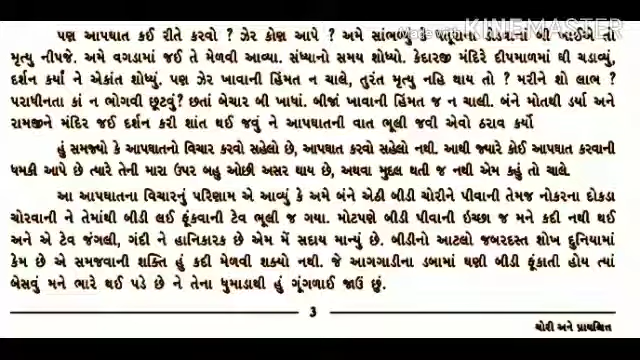 પણ આપઘાત કઈ રીતે કરવો ? ઝેર કોણ આપે ? અમે સાંભળ્યું કે ધતૂરાના ડોડવાના બી ખાઈએ તો
Made with KINEMASTER
મૃત્યુ નીપજે. અમે વગડામાં જઈ તે મેળવી આવ્યા. સંધ્યાનો સમય શોધ્યો. કેદારજી મંદિરે દીપમાળમાં ઘી ચડાવ્યું,
દર્શન કર્યાં ને એકાંત શોધ્યું. પણ ઝેર ખાવાની હિંમત ન ચાલે, તુરંત મૃત્યુ નહિ થાય તો ? મરીને શો લાભ ?
પરાધીનતા કાં ન ભોગવી છૂટવું? છતાં બેચાર બી ખાધાં. બીજાં ખાવાની હિંમત જ ન ચાલી. બંને મોતથી ડર્યા અને
રામજીને મંદિર જઈ દર્શન કરી શાંત થઈ જવું ને આપઘાતની વાત ભૂલી જવી એવો ઠરાવ કર્યો
હું સમજ્યો કે આપઘાતનો વિચાર કરવો સહેલો છે, આપઘાત કરવો સહેલો નથી. આથી જ્યારે કોઈ આપઘાત કરવાની
ધમકી આપે છે ત્યારે તેની મારા ઉપર બહુ ઓછી અસર થાય છે, અથવા મુદ્દલ થતી જ નથી એમ કહું તો ચાલે.
આ આપઘાતના વિચારનું પરિણામ એ આવ્યું કે અમે બંને એઠી બીડી ચોરીને પીવાની તેમજ નોકરના દોકડા
ચોરવાની ને તેમાંથી બીડી લઈ ફૂંકવાની ટેવ ભૂલી જ ગયા. મોટપણે બીડી પીવાની ઇચ્છા જ મને કદી નથી થઈ
અને એ ટેવ જંગલી, ગંદી ને હાનિકારક છે એમ મેં સદાય માન્યું છે. બીડીનો આટલો જબરદસ્ત શોખ દુનિયામાં
કેમ છે એ સમજવાની શક્તિ હું કદી મેળવી શક્યો નથી. જે આગગાડીના ડબામાં ઘણી બીડી ફૂંકાતી હોય ત્યાં
બેસવું મને ભારે થઈ પડે છે ને તેના ધુમાડાથી હું ગૂંગળાઈ જાઉં છું.
3
ચોરી અને પ્રાયશ્ચિત